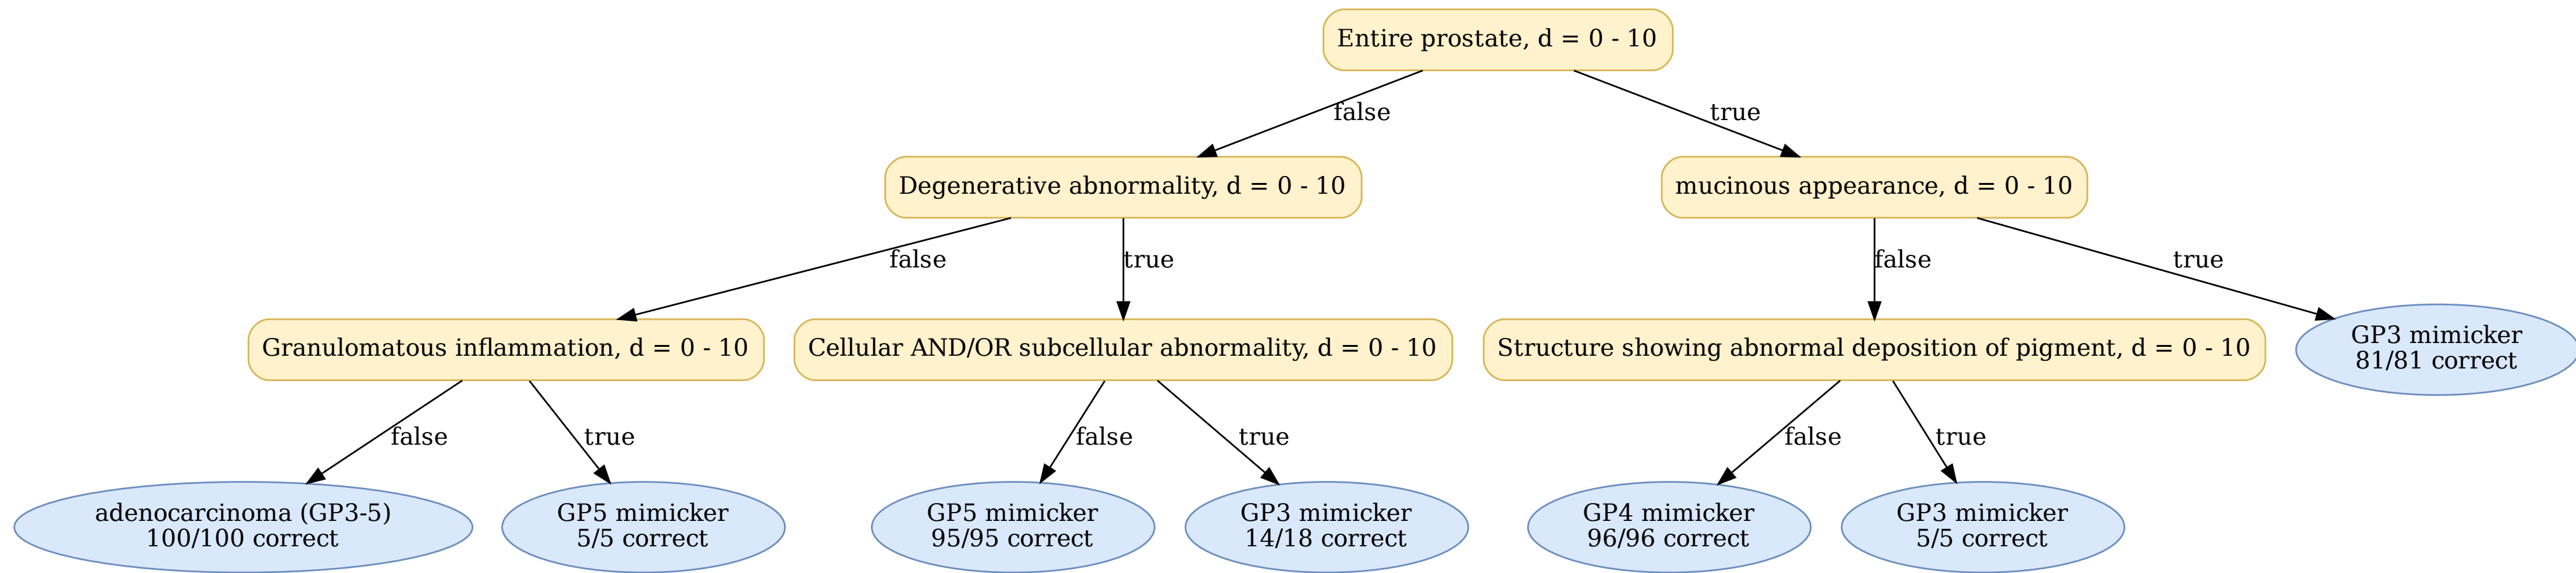 Entire prostate, d = 0 - 10
false
true
Degenerative abnormality, d = 0 - 10
mucinous appearance, d = 0 - 10
false
true
false
true
Granulomatous inflammation, d = 0 - 10
Cellular AND/OR subcellular abnormality, d = 0 - 10
Structure showing abnormal deposition of pigment, d = 0 - 10
GP3 mimicker
81/81 correct
false
true
false
true
false
true
adenocarcinoma (GP3-5)
100/100 correct
GP5 mimicker
5/5 correct
GP5 mimicker
95/95 correct
GP3 mimicker
14/18 correct
GP4 mimicker
96/96 correct
GP3 mimicker
5/5 correct